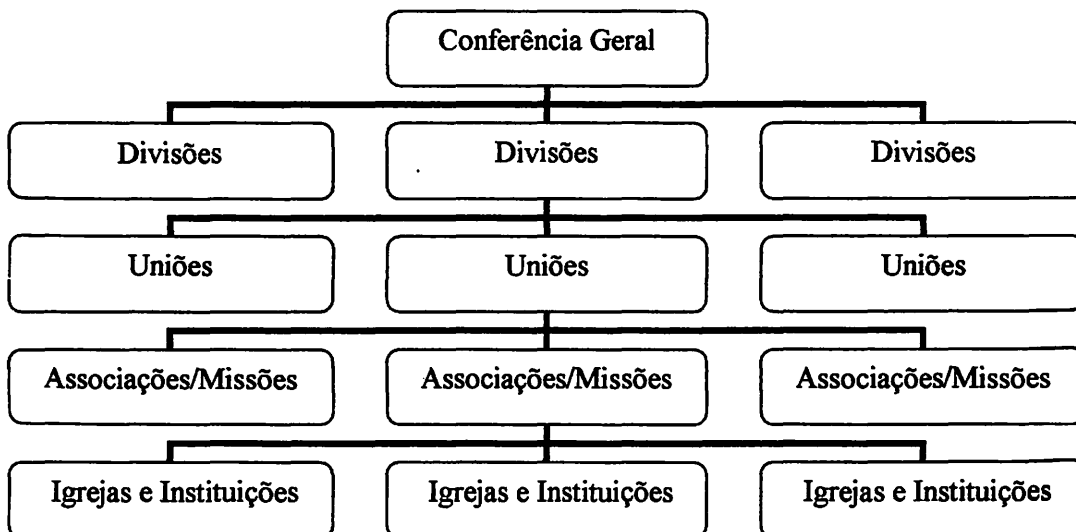 Conferência Geral
Divisões
Divisões
Divisões
Uniões
Uniões
Uniões
Associações/Missões
Associações/Missões
Associações/Missões
Igrejas e Instituições
Igrejas e Instituições
Igrejas e Instituições